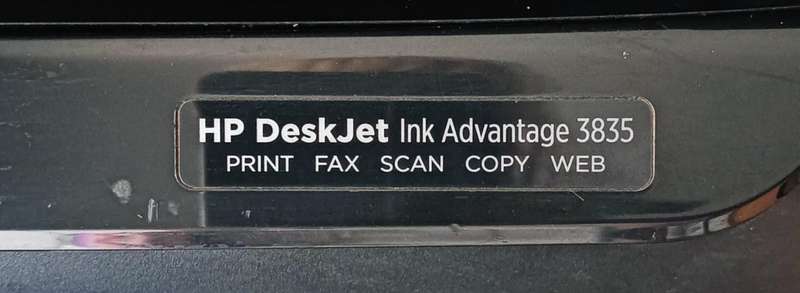 HP DeskJet Ink Advantage 3835
PRINT FAX SCAN COPY WEB